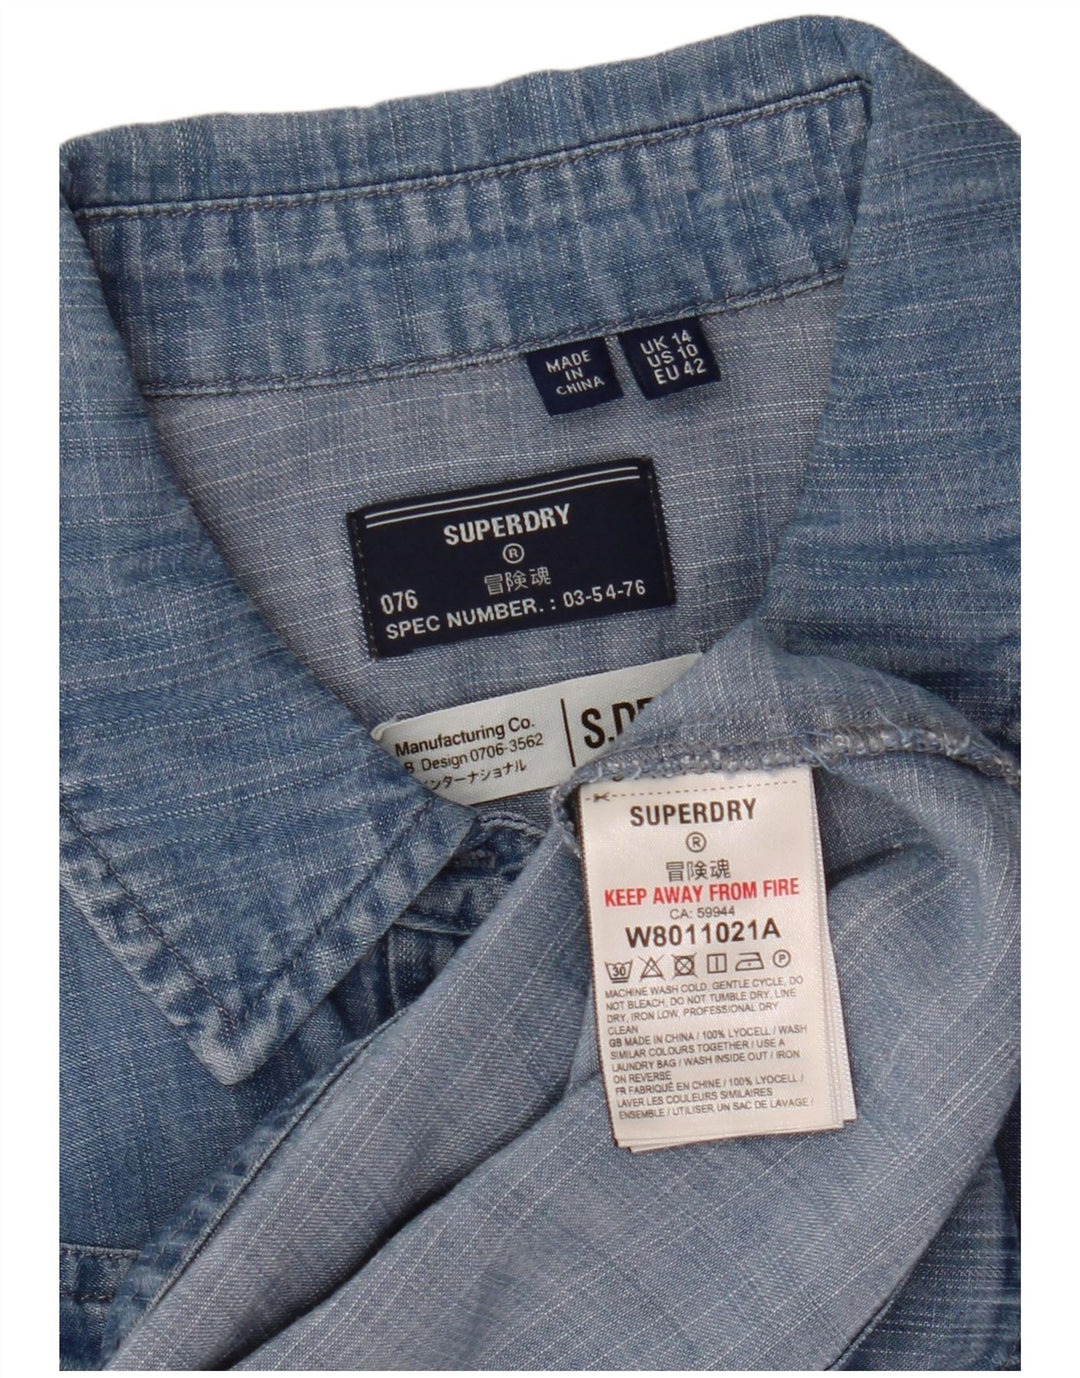 MADE
IN
CHINA
UK 14
US 10
EU 42
SUPERDRY
®
冒険魂
076
SPEC NUMBER. : 03-54-76
Manufacturing Co.
B Design 0706-3562
ンターナショナル
SUPERDRY
®
冒険魂
KEEP AWAY FROM FIRE
CA: 59944
W8011021A
30
P
MACHINE WASH COLD, GENTLE CYCLE, DO
NOT BLEACH, DO NOT TUMBLE DRY, LINE
DRY, IRON LOW, PROFESSIONAL DRY
CLEAN
GB MADE IN CHINA / 100% LYOCELL / WASH
SIMILAR COLOURS TOGETHER / USE A
LAUNDRY BAG / WASH INSIDE OUT / IRON
ON REVERSE
FR FABRIQUÉ EN CHINE / 100% LYOCELL /
LAVER LES COULEURS SIMILAIRES
ENSEMBLE / UTILISER UN SAC DE LAVAGE /